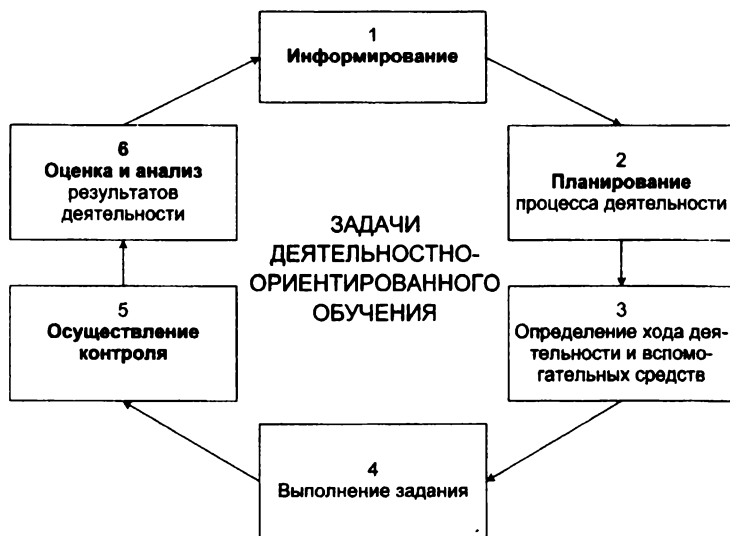 1
Информирование
2
Планирование
процесса деятельности
3
Определение хода дея-
тельности и вспомо-
гательных средств
4
Выполнение задания
5
Осуществление
контроля
6
Оценка и анализ
результатов
деятельности
ЗАДАЧИ
ДЕЯТЕЛЬНОСТНО-
ОРИЕНТИРОВАННОГО
ОБУЧЕНИЯ